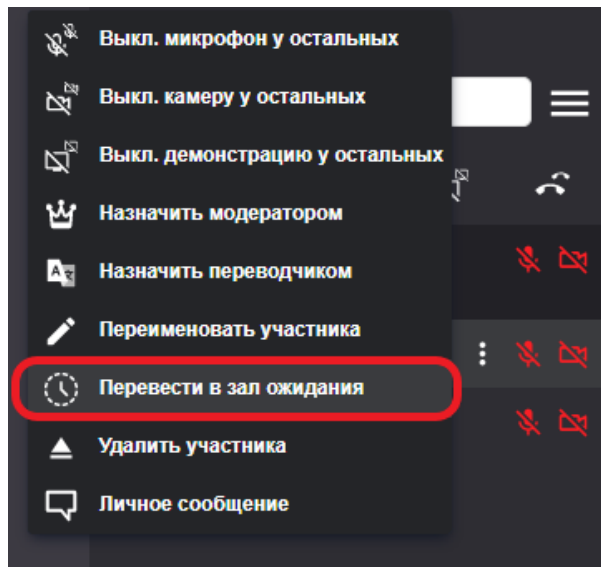 Выкл. микрофон у остальных
Выкл. камеру у остальных
Выкл. демонстрацию у остальных
Назначить модератором
Назначить переводчиком
Переименовать участника
Перевести в зал ожидания
Удалить участника
Личное сообщение